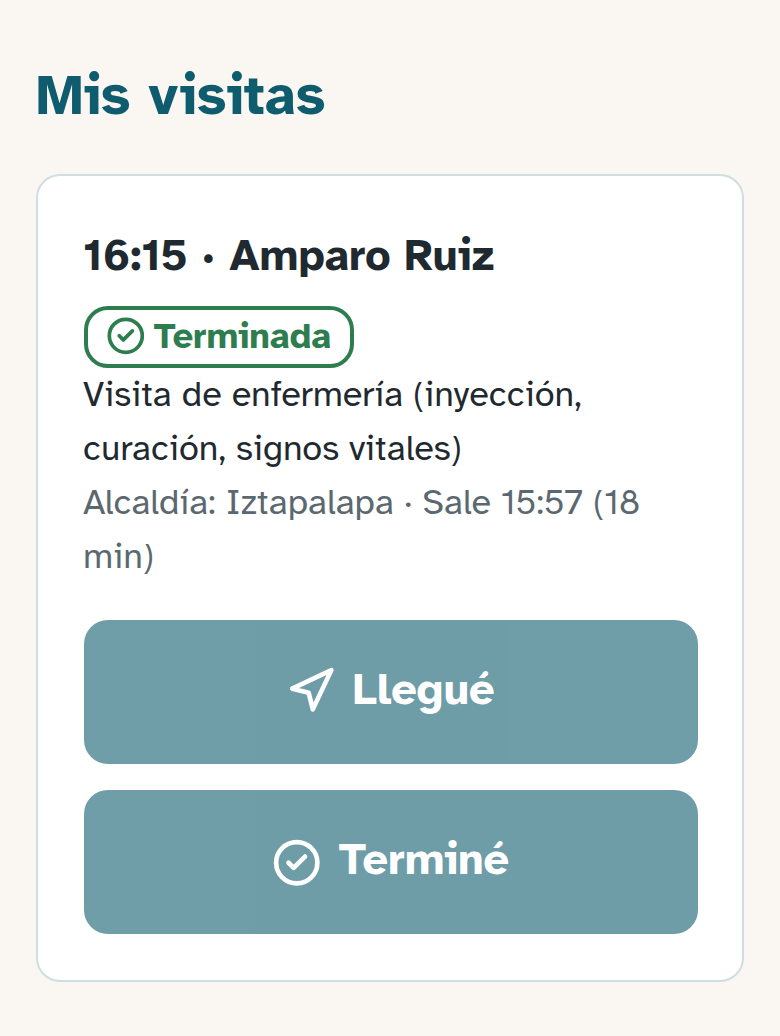 Mis visitas
16:15 · Amparo Ruiz
Terminada
Visita de enfermería (inyección,
curación, signos vitales)
Alcaldía: Iztapalapa · Sale 15:57 (18
min)
Llegué
Terminé